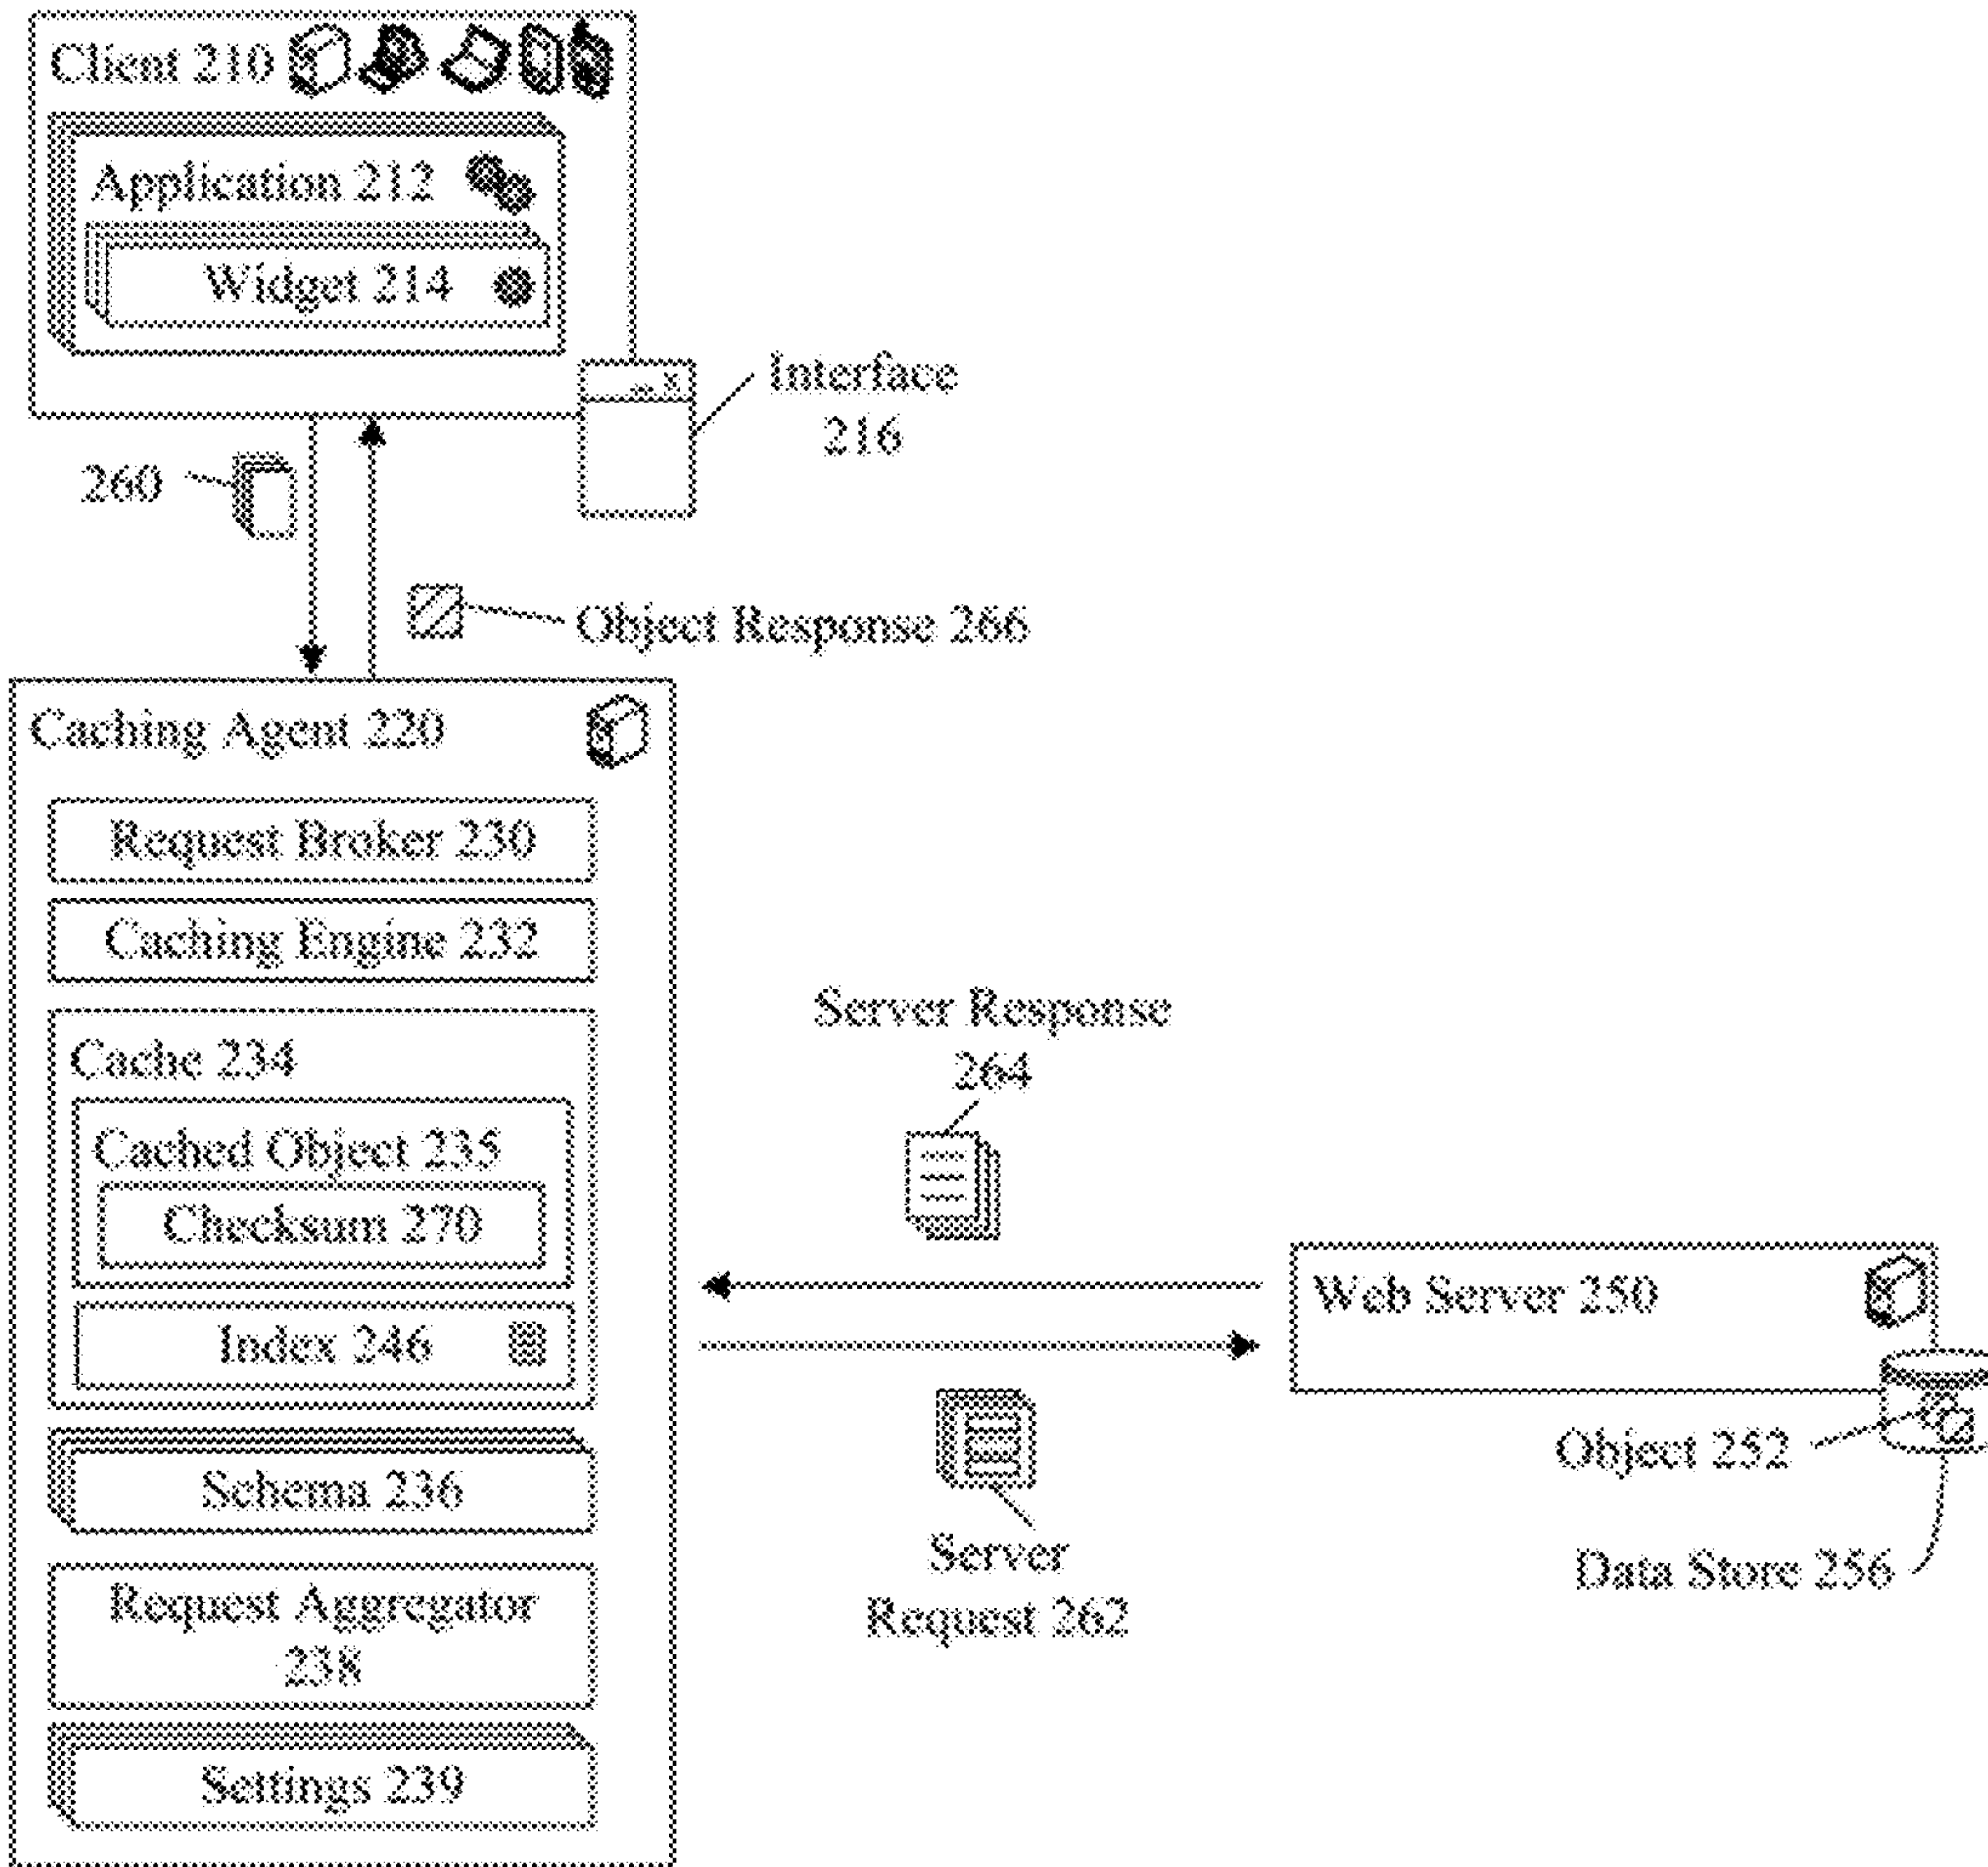 Client 210
Application 212
Widget 214
.. X
Interface
216
260
Object Response 266
Caching Agent 220
Request Broker 230
Caching Engine 232
Cache 234
Cached Object 235
Checksum 270
Index 246
Schema 236
Request Aggregator
238
Settings 239
Server Response
264
Server
Request 262
Web Server 250
Object 252
Data Store 256